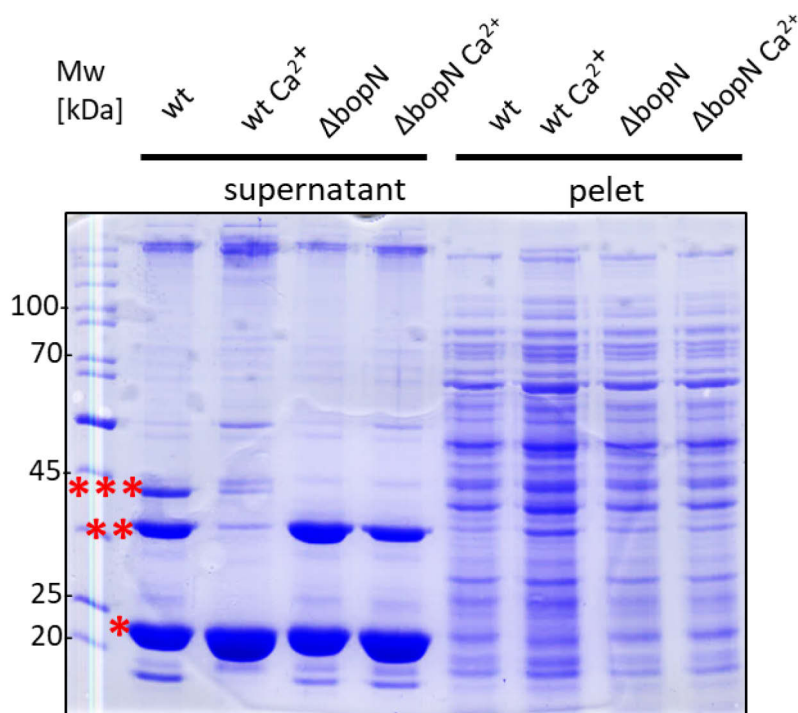 Mw
[kDa]
wt
wt Ca²⁺
ΔbopN
ΔbopN Ca²⁺
wt
wt Ca²⁺
ΔbopN
ΔbopN Ca²⁺
supernatant
pelet
100
70
45
***
**
25
*
20